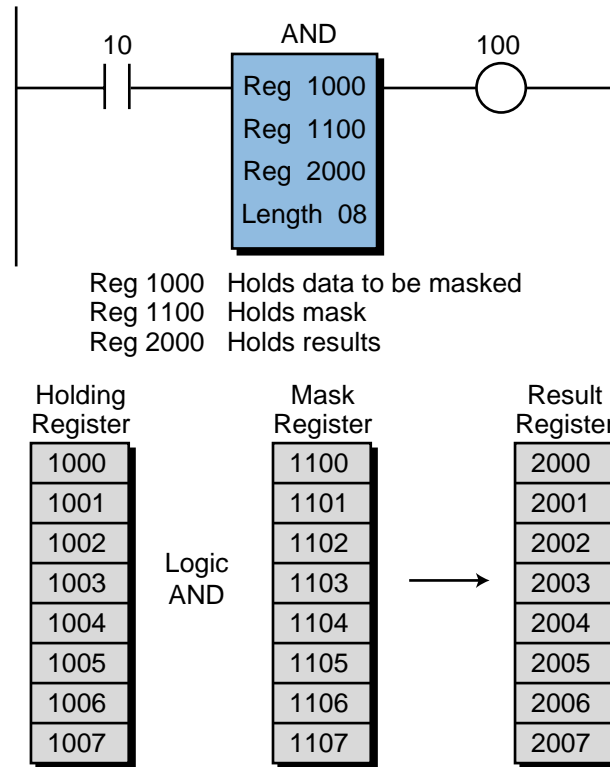 AND
10
100
Reg 1000
Reg 1100
Reg 2000
Length 08
Reg 1000 Holds data to be masked
Reg 1100 Holds mask
Reg 2000 Holds results
Holding Register
Mask Register
Result Register
1000 1100 2000
1001 1101 2001
1002 1102 2002
1003 1103 2003
1004 1104 2004
1005 1105 2005
1006 1106 2006
1007 1107 2007
Logic
AND